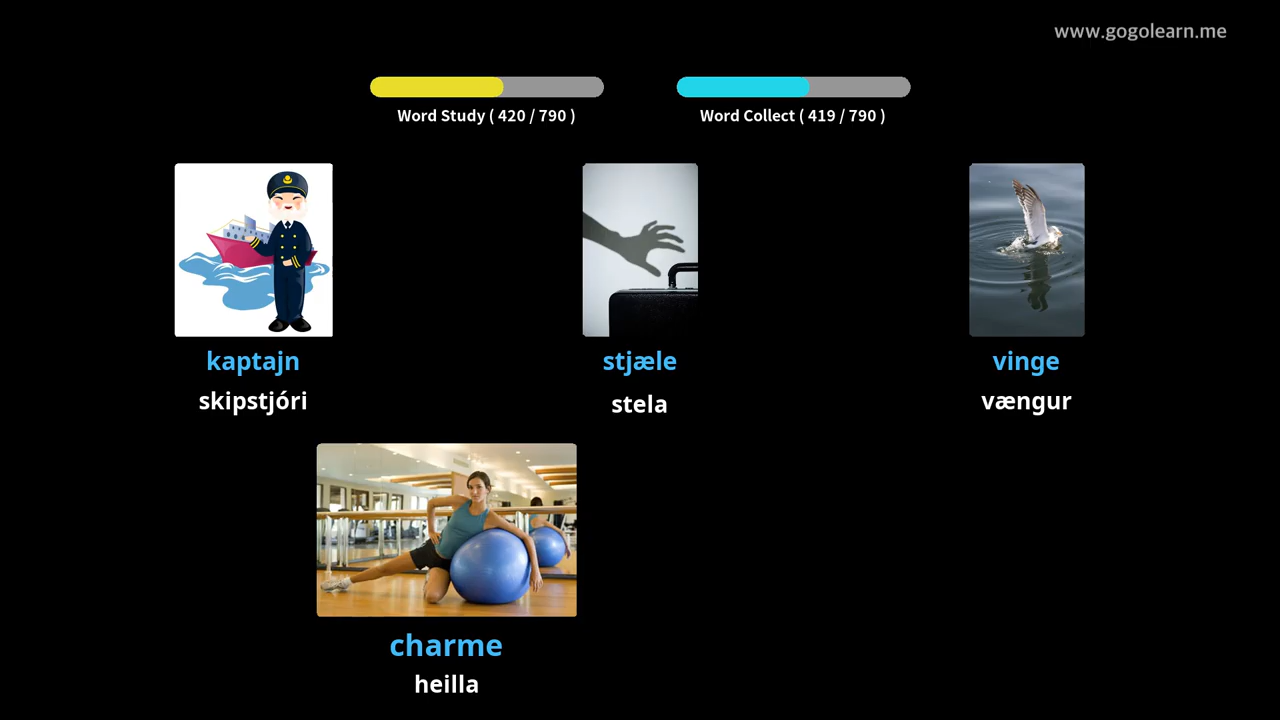 www.gogolearn.me
Word Study ( 420 / 790 )
Word Collect ( 419 / 790 )
kaptajn
skipstjóri
stjæle
stela
vinge
vængur
charme
heilla